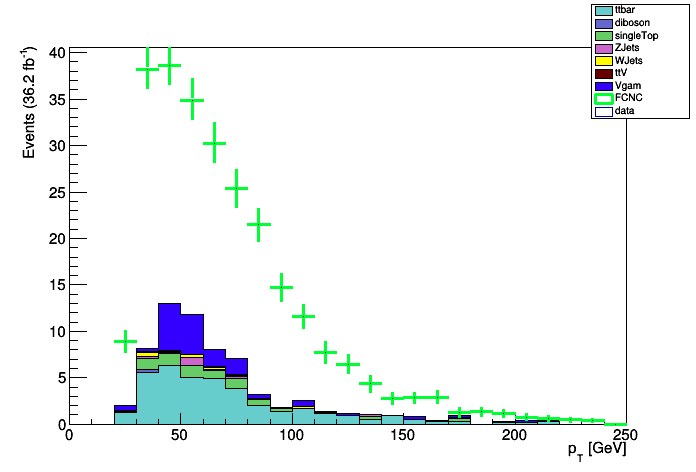 ttbar
diboson
singleTop
ZJets
WJets
ttV
Vgam
FCNC
data
Events (36.2 fb⁻¹)
40
35
30
25
20
15
10
5
0
0 50 100 150 200 250
p_T [GeV]